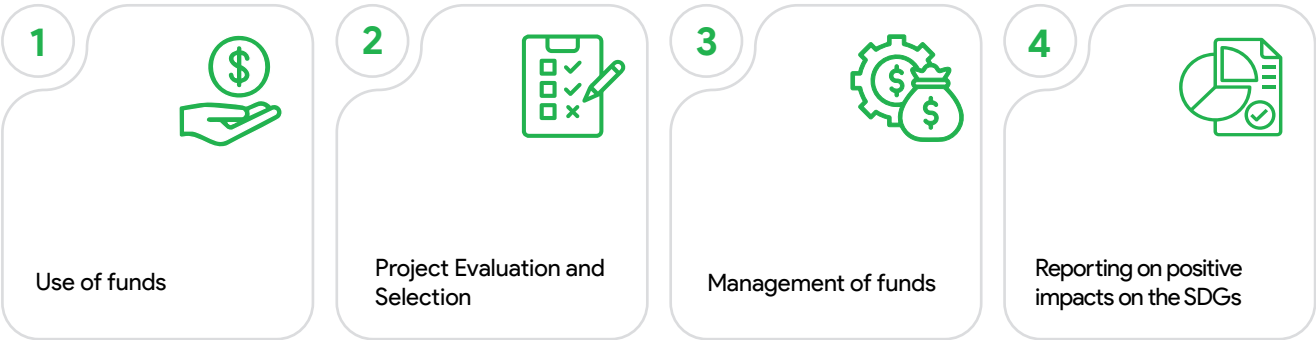 1
Use of funds
2
Project Evaluation and
Selection
3
Management of funds
4
Reporting on positive
impacts on the SDGs